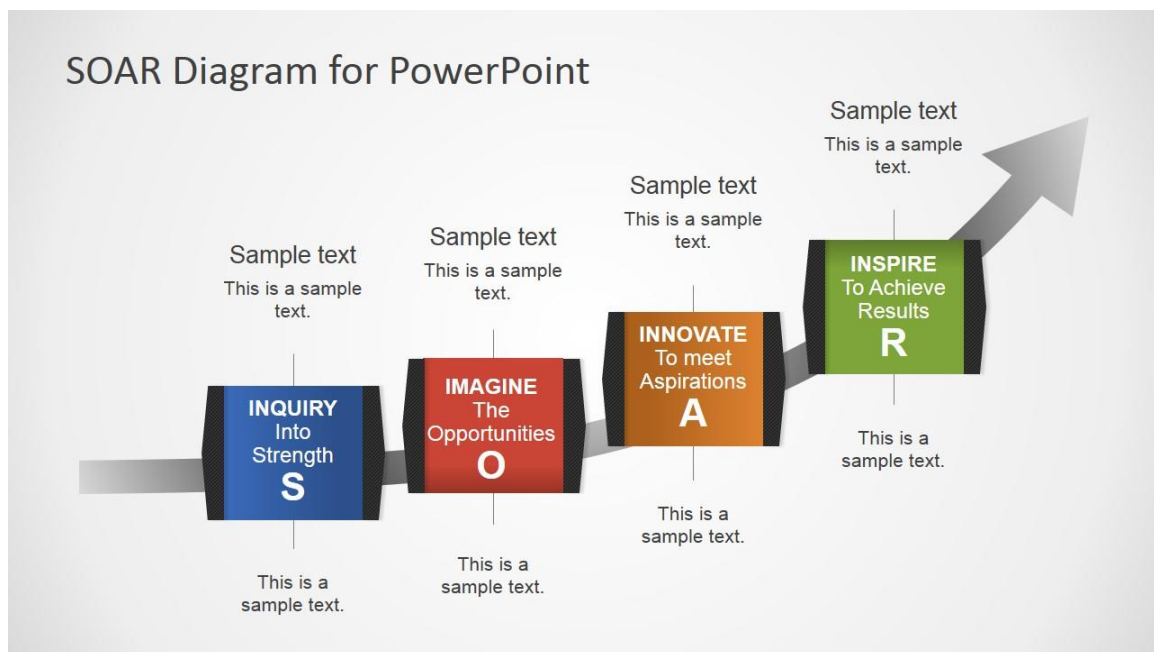 SOAR Diagram for PowerPoint
Sample text
This is a sample
text.
INQUIRY
Into
Strength
S
This is a
sample text.
Sample text
This is a sample
text.
IMAGINE
The
Opportunities
O
This is a
sample text.
Sample text
This is a sample
text.
INNOVATE
To meet
Aspirations
A
This is a
sample text.
Sample text
This is a sample
text.
INSPIRE
To Achieve
Results
R
This is a
sample text.